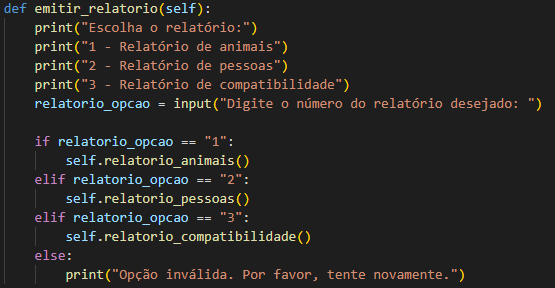 def emitir_relatorio(self):
    print("Escolha o relatório:")
    print("1 - Relatório de animais")
    print("2 - Relatório de pessoas")
    print("3 - Relatório de compatibilidade")
    relatorio_opcao = input("Digite o número do relatório desejado: ")

    if relatorio_opcao == "1":
        self.relatorio_animais()
    elif relatorio_opcao == "2":
        self.relatorio_pessoas()
    elif relatorio_opcao == "3":
        self.relatorio_compatibilidade()
    else:
        print("Opção inválida. Por favor, tente novamente.")